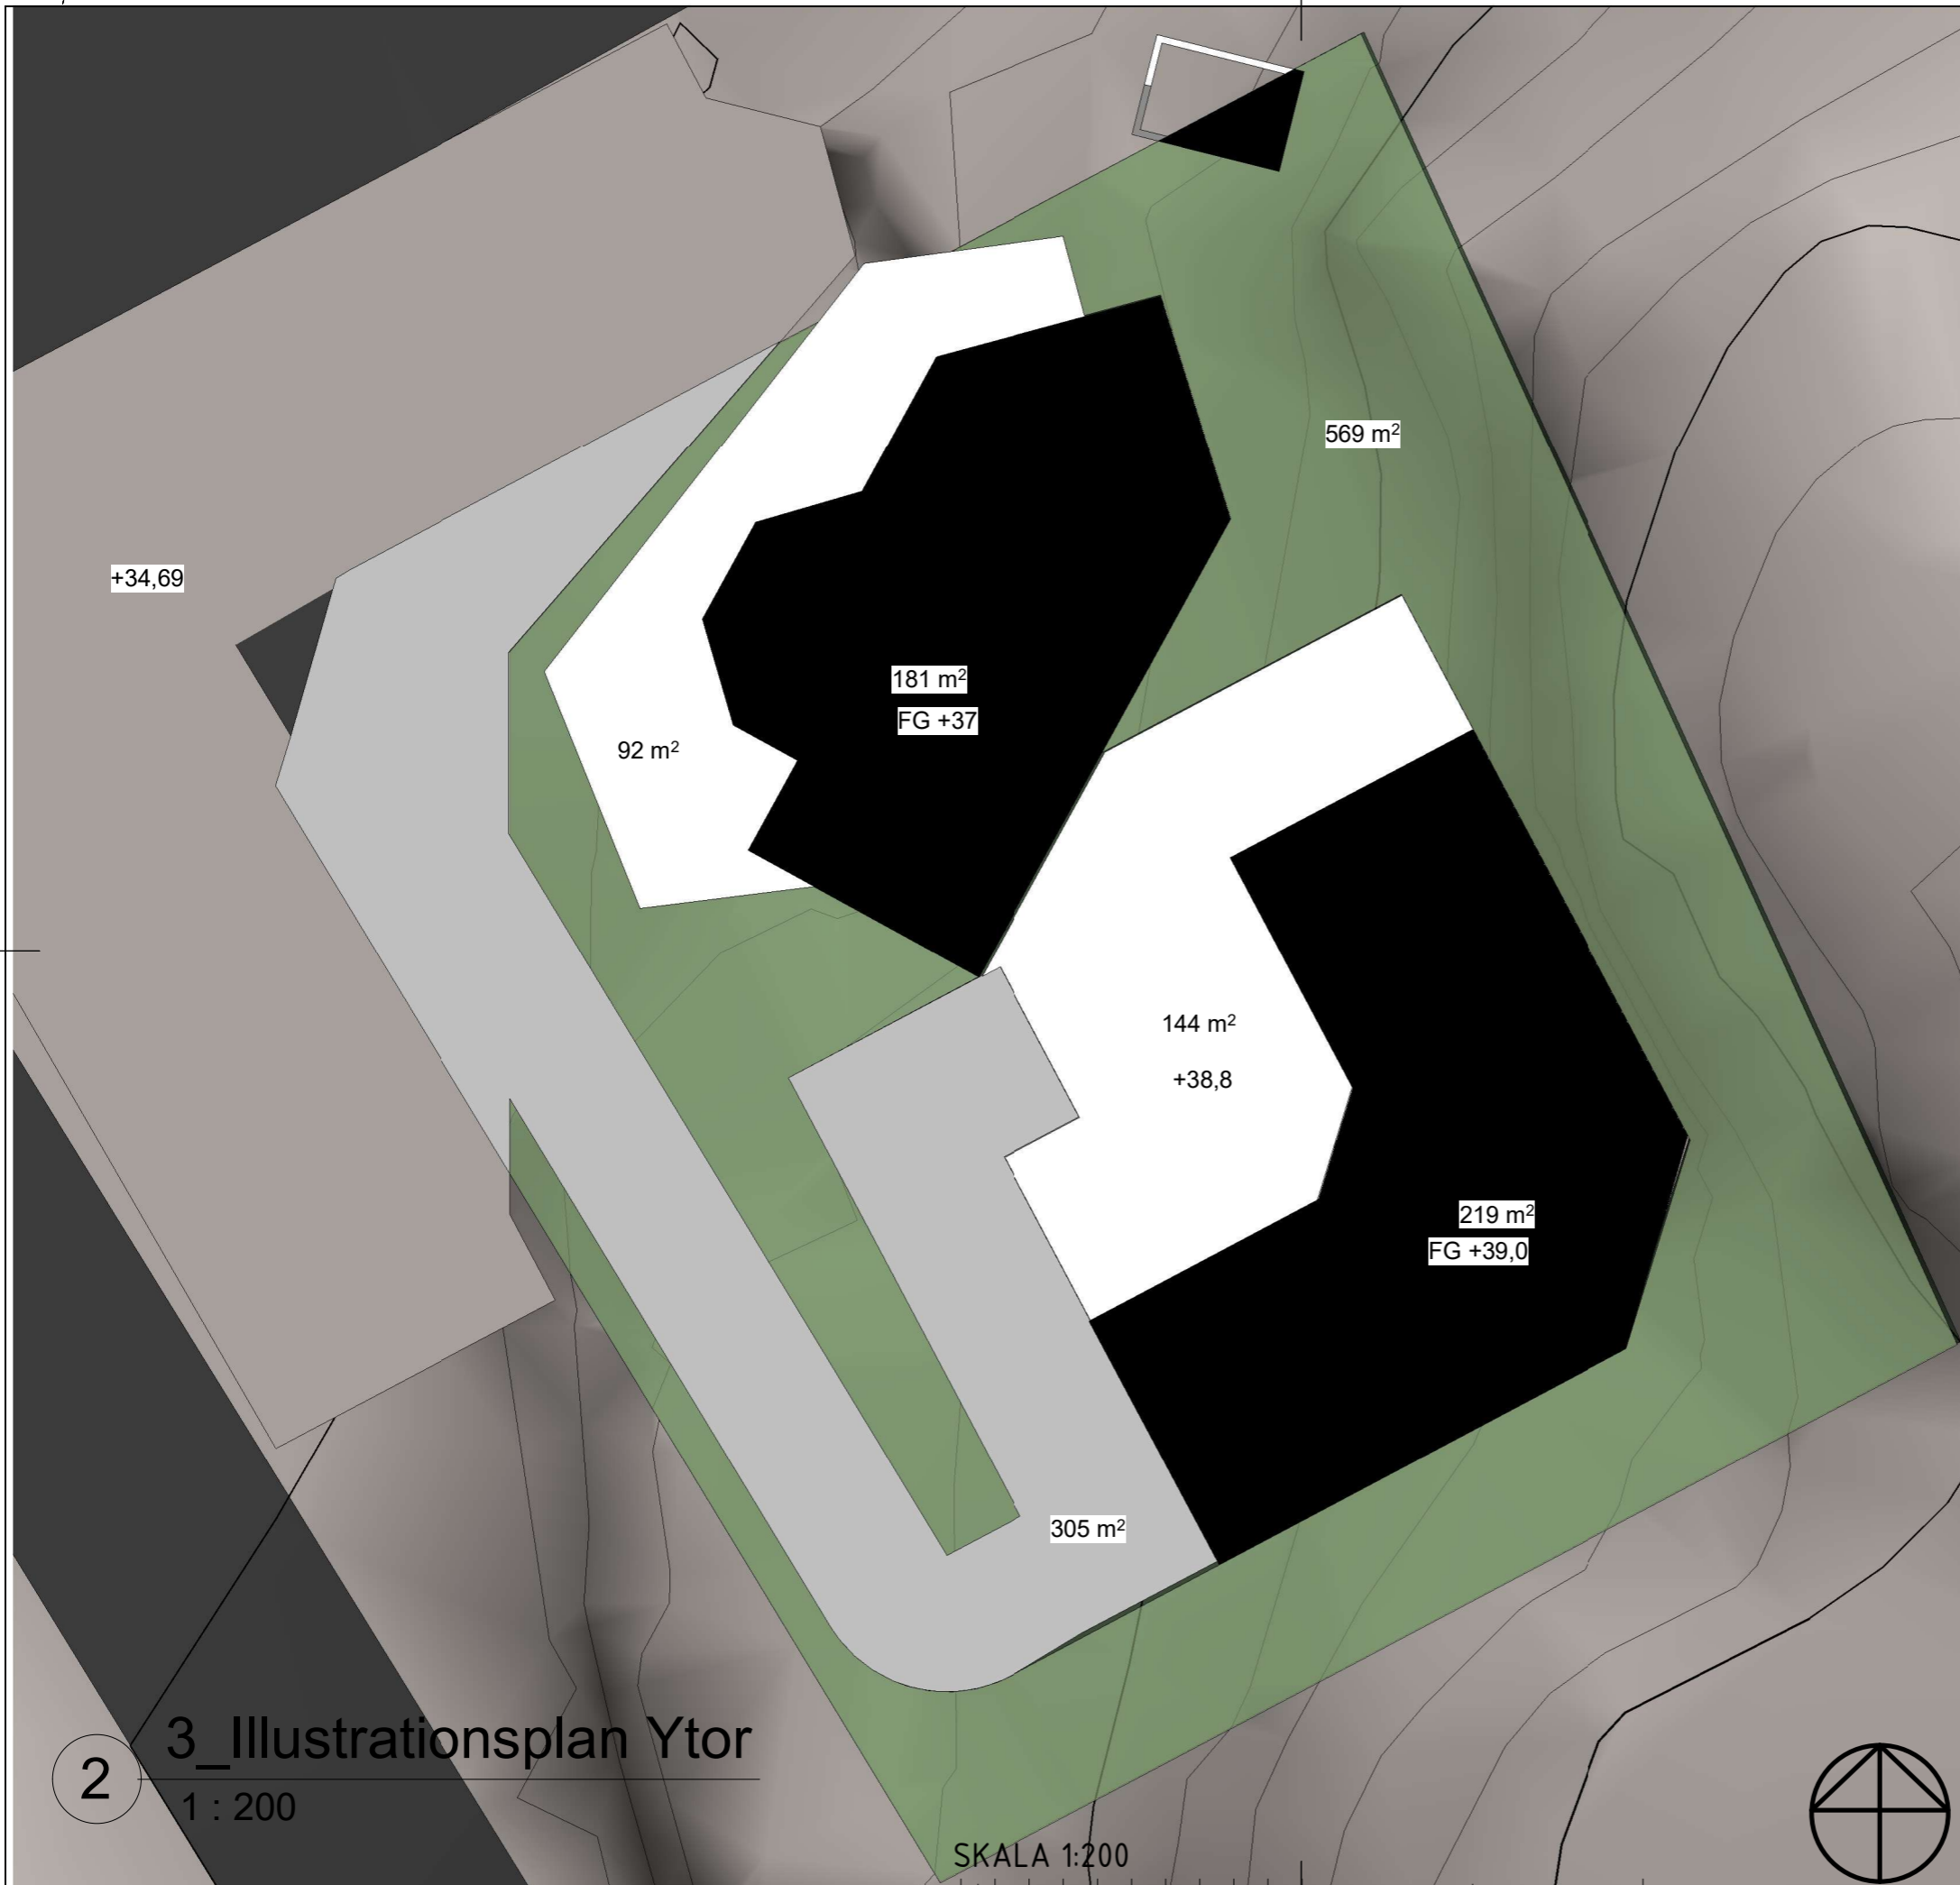 569 m²
+34,69
181 m²
FG +37
92 m²
144 m²
+38,8
219 m²
FG +39,0
305 m²
2
3_Illustrationsplan Ytor
1 : 200
SKALA 1:200